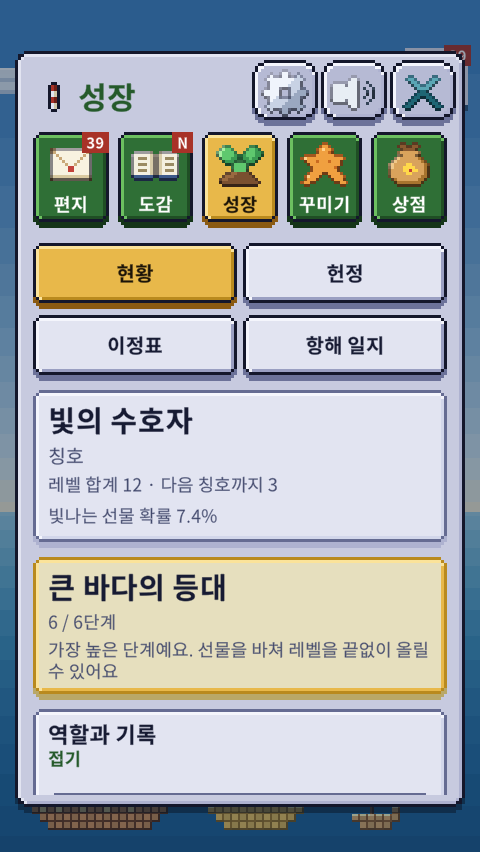 성장
39
N
편지
도감
성장
꾸미기
상점
현황
헌정
이정표
항해 일지
빛의 수호자
칭호
레벨 합계 12 · 다음 칭호까지 3
빛나는 선물 확률 7.4%
큰 바다의 등대
6 / 6단계
가장 높은 단계예요. 선물을 바쳐 레벨을 끝없이 올릴
수 있어요
역할과 기록
접기